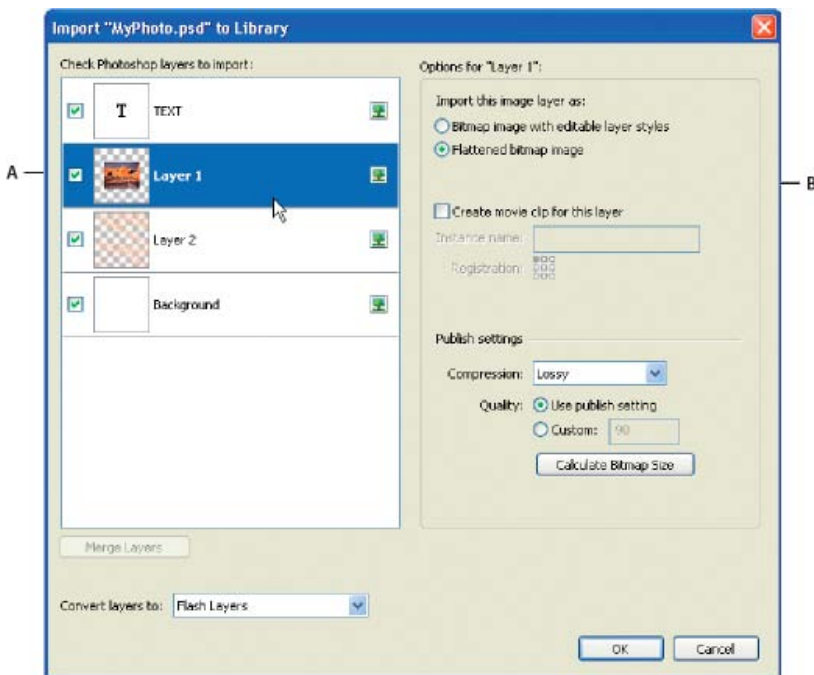 Import "MyPhoto.psd" to Library
Check Photoshop layers to import:
T TEXT
Layer 1
Layer 2
Background
Merge Layers
Convert layers to: Flash Layers
Options for "Layer 1":
Import this image layer as:
Bitmap image with editable layer styles
Flattened bitmap image
Create movie clip for this layer
Instance name:
Registration:
Publish settings
Compression: Lossy
Quality: Use publish setting
Custom: 90
Calculate Bitmap Size
OK Cancel
A
B